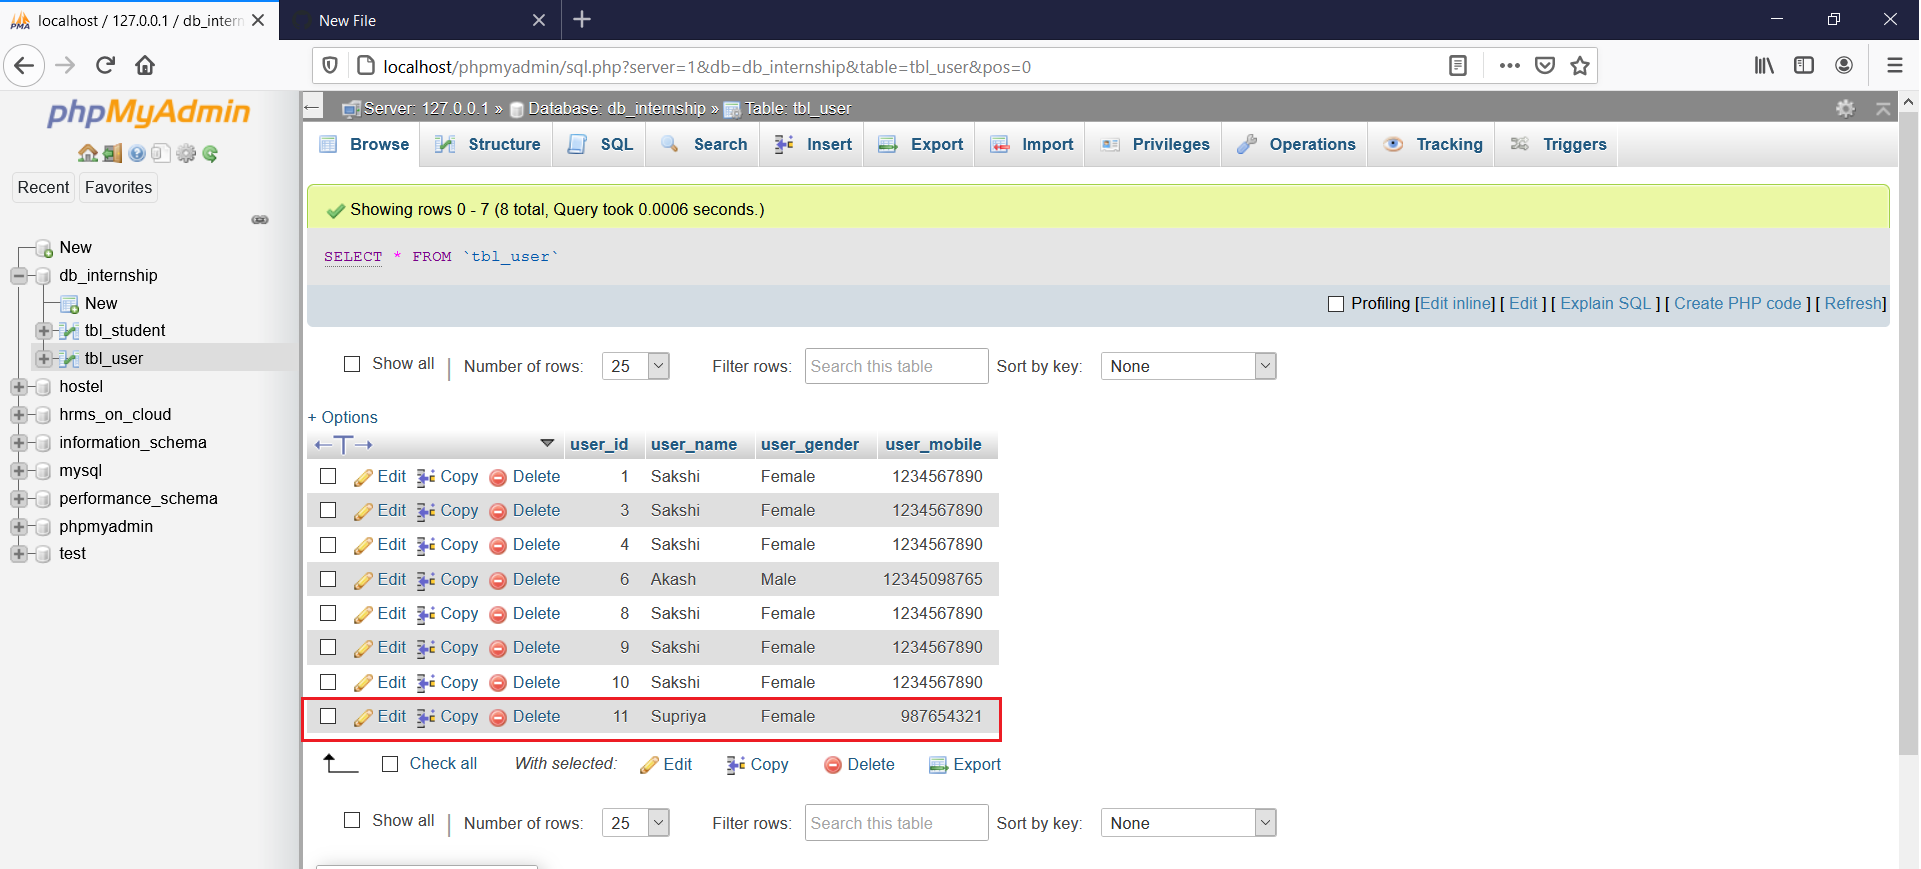 localhost / 127.0.0.1 / db_intern
New File
localhost/phpmyadmin/sql.php?server=1&db=db_internship&table=tbl_user&pos=0
phpMyAdmin
Recent Favorites
New
db_internship
New
tbl_student
tbl_user
hostel
hrms_on_cloud
information_schema
mysql
performance_schema
phpmyadmin
test
Server: 127.0.0.1 » Database: db_internship » Table: tbl_user
Browse Structure SQL Search Insert Export Import Privileges Operations Tracking Triggers
Showing rows 0 - 7 (8 total, Query took 0.0006 seconds.)
SELECT * FROM `tbl_user`
Profiling [Edit inline] [ Edit ] [ Explain SQL ] [ Create PHP code ] [ Refresh]
Show all | Number of rows: 25 Filter rows: Search this table Sort by key: None
+ Options
←T→ user_id user_name user_gender user_mobile
Edit Copy Delete 1 Sakshi Female 1234567890
Edit Copy Delete 3 Sakshi Female 1234567890
Edit Copy Delete 4 Sakshi Female 1234567890
Edit Copy Delete 6 Akash Male 12345098765
Edit Copy Delete 8 Sakshi Female 1234567890
Edit Copy Delete 9 Sakshi Female 1234567890
Edit Copy Delete 10 Sakshi Female 1234567890
Edit Copy Delete 11 Supriya Female 987654321
Check all With selected: Edit Copy Delete Export
Show all | Number of rows: 25 Filter rows: Search this table Sort by key: None